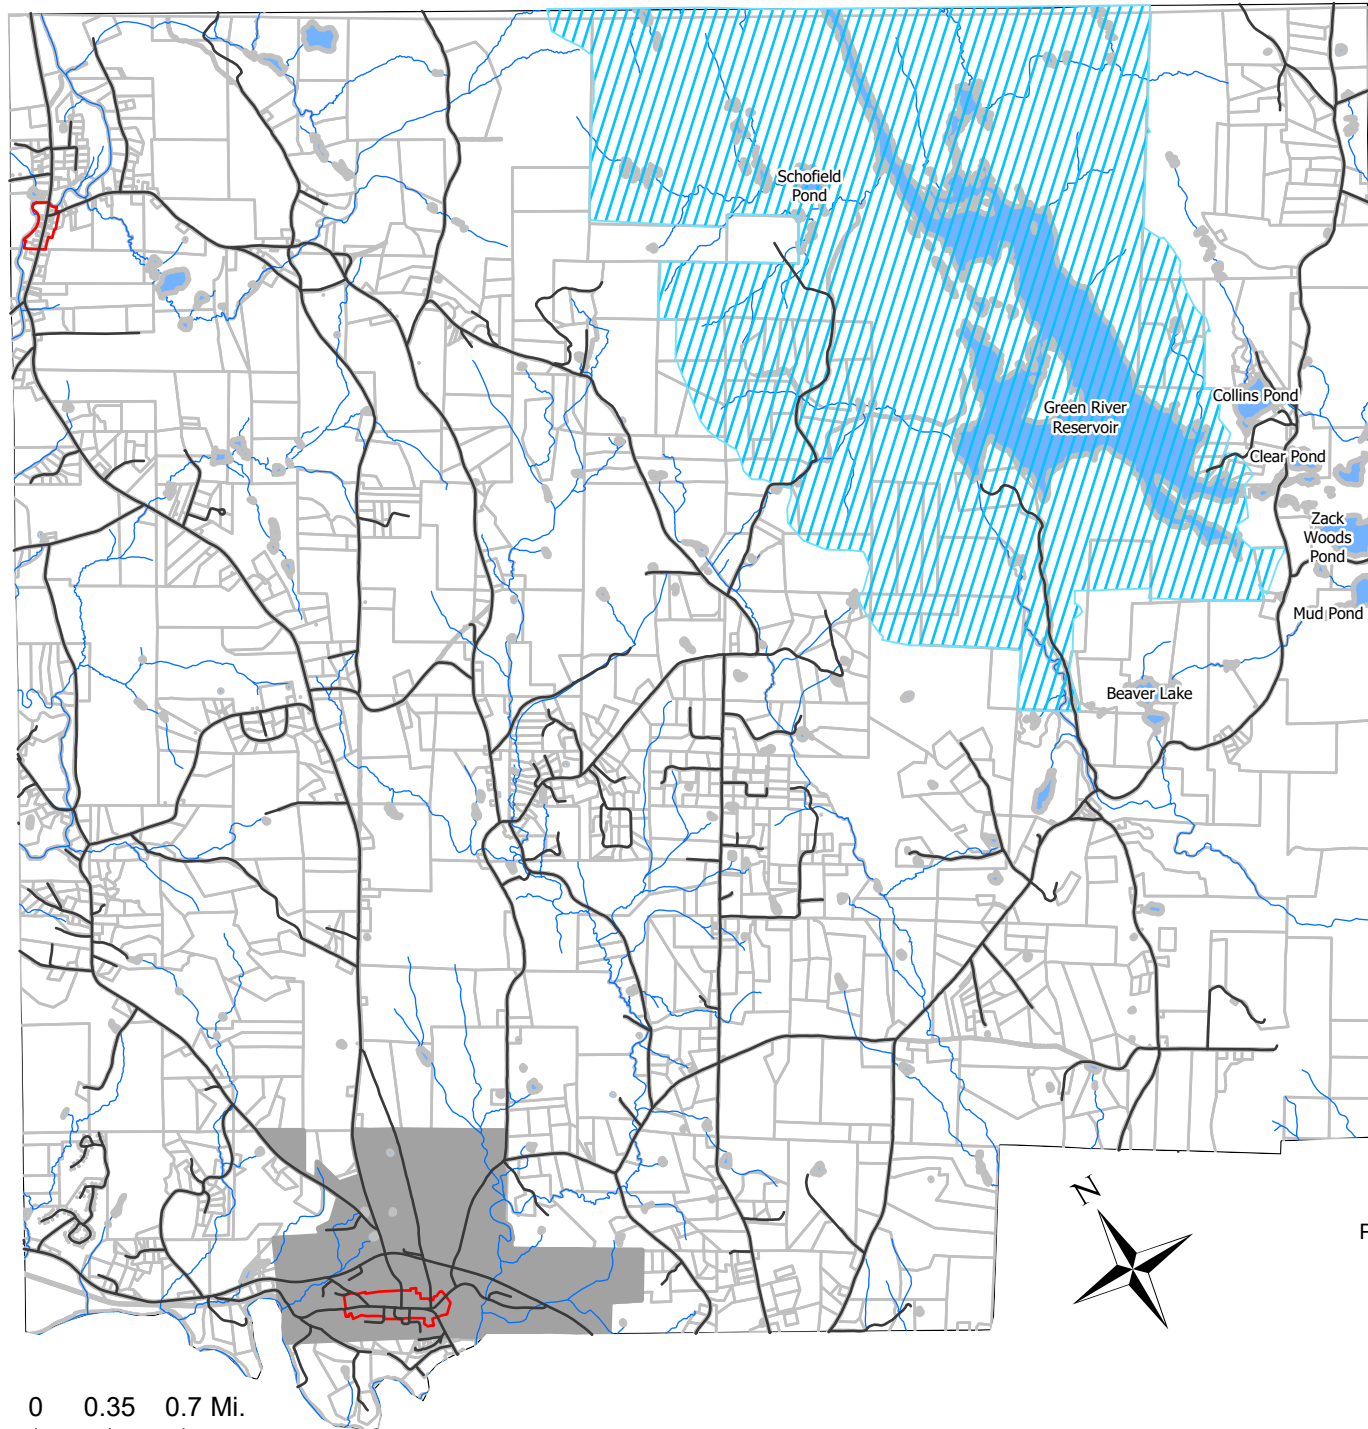 Schofield
Pond
Collins Pond
Green River
Reservoir
Clear Pond
Zack
Woods
Pond
Mud Pond
Beaver Lake
N
F
0 0.35 0.7 Mi.